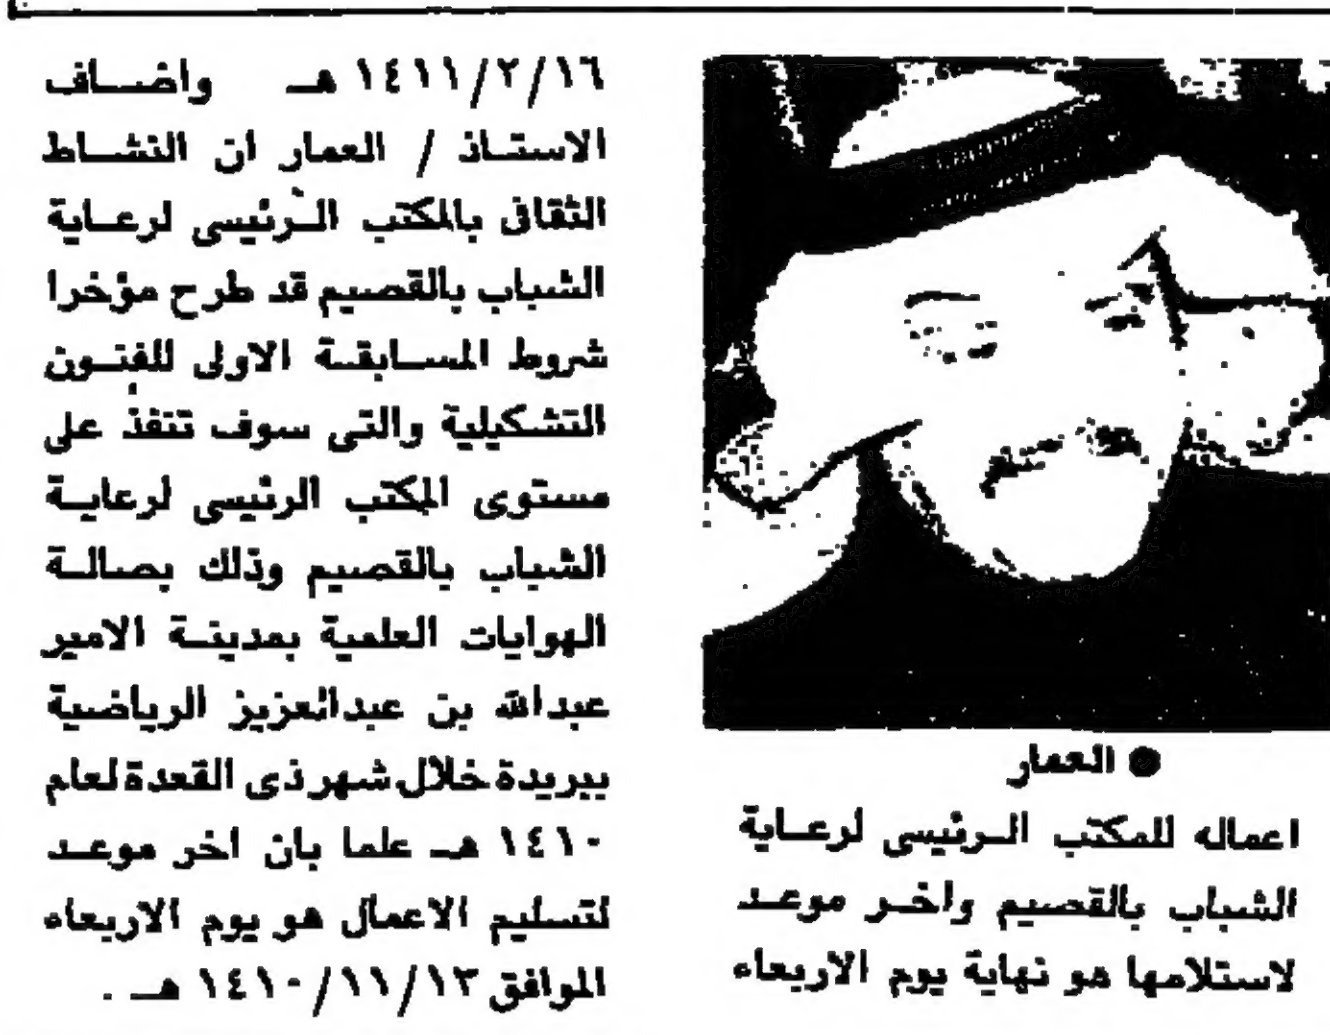 ● العمار
اعماله للمكتب الرئيسى لرعاية
الشباب بالقصيم واخر موعد
لاستلامها هو نهاية يوم الاربعاء
١٤١١/٢/١٦ هـ واضاف
الاستاذ / العمار ان النشاط
الثقافى بالمكتب الرئيسى لرعاية
الشباب بالقصيم قد طرح مؤخرا
شروط المسابقة الاولى للفنون
التشكيلية والتى سوف تنفذ على
مستوى المكتب الرئيسى لرعاية
الشباب بالقصيم وذلك بصالة
الهوايات العلمية بمدينة الامير
عبدالله بن عبدالعزيز الرياضية
ببريدة خلال شهر ذى القعدة لعام
١٤١٠ هـ علما بان اخر موعد
لتسليم الاعمال هو يوم الاربعاء
الموافق ١٤١٠/١١/١٣ هـ .